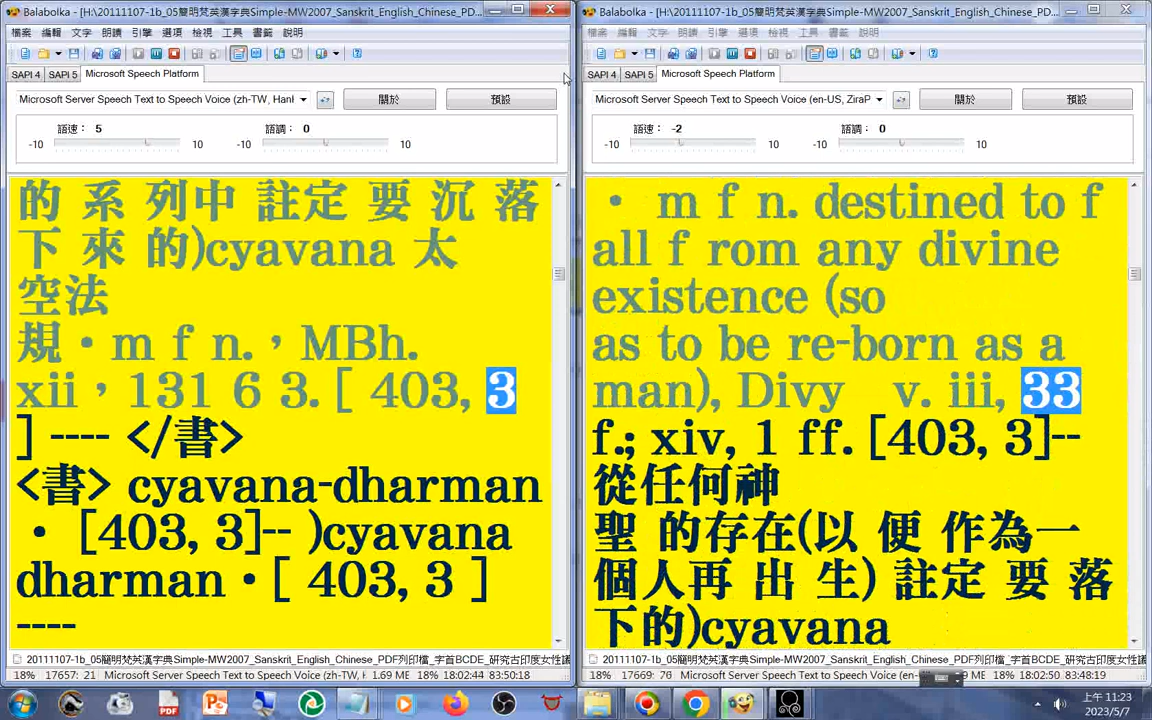 Balabolka - [H:\20111107-1b_05簡明梵英漢字典Simple-MW2007_Sanskrit_English_Chinese_PD...
檔案 編輯 文字 朗讀 引擎 選項 檢視 工具 書籤 說明
SAPI 4 SAPI 5 Microsoft Speech Platform
Microsoft Server Speech Text to Speech Voice (zh-TW, HanH
關於
預設
語速： 5
語調： 0
-10 10 -10 10
的 系 列中 註定 要 沉 落
下 來 的)cyavana 太
空法
規・m f n.，MBh.
xii，131 6 3. [ 403, 3
] ---- </書>
<書> cyavana-dharman
・ [403, 3]-- )cyavana
dharman・[ 403, 3 ]
----
20111107-1b_05簡明梵英漢字典Simple-MW2007_Sanskrit_English_Chinese_PDF列印檔_字首BCDE_研究古印度女性議
18% 17657: 21 Microsoft Server Speech Text to Speech Voice (zh-TW, H 1.69 MB 18% 18:02:44 83:50:18
Balabolka - [H:\20111107-1b_05簡明梵英漢字典Simple-MW2007_Sanskrit_English_Chinese_PDF...
檔案 編輯 文字 朗讀 引擎 選項 檢視 工具 書籤 說明
SAPI 4 SAPI 5 Microsoft Speech Platform
Microsoft Server Speech Text to Speech Voice (en-US, ZiraP
關於
預設
語速： -2
語調： 0
-10 10 -10 10
・ m f n. destined to f
all f rom any divine
existence (so
as to be re-born as a
man), Divy v. iii, 33
f.; xiv, 1 ff. [403, 3]--
從任何神
聖 的存在(以 便 作為一
個人再 出 生) 註定 要 落
下的)cyavana
20111107-1b_05簡明梵英漢字典Simple-MW2007_Sanskrit_English_Chinese_PDF列印檔_字首BCDE_研究古印度女性議
18% 17669: 76 Microsoft Server Speech Text to Speech Voice (en-US 9 MB 18% 18:02:50 83:48:19
上午 11:23
2023/5/7